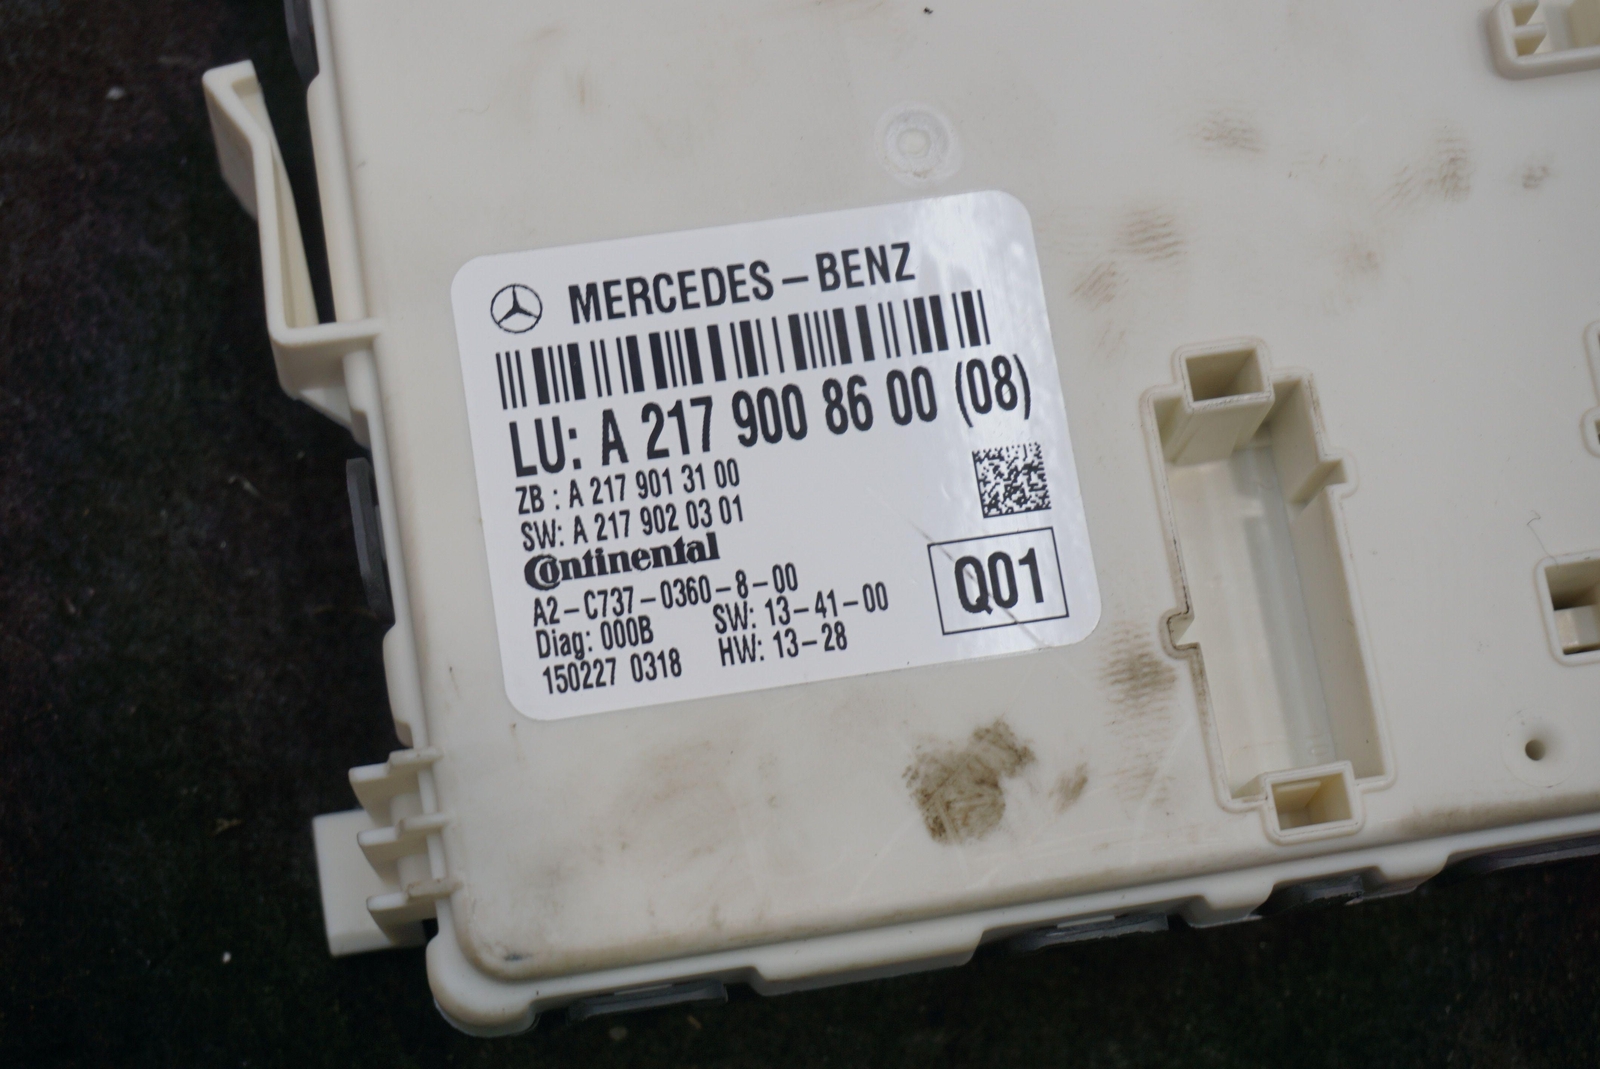 MERCEDES-BENZ
LU: A 217 900 86 00 (08)
ZB : A 217 901 31 00
SW: A 217 902 03 01
Continental
A2-C737-0360-8-00
Diag: 000B SW: 13-41-00
150227 0318 HW: 13-28
Q01